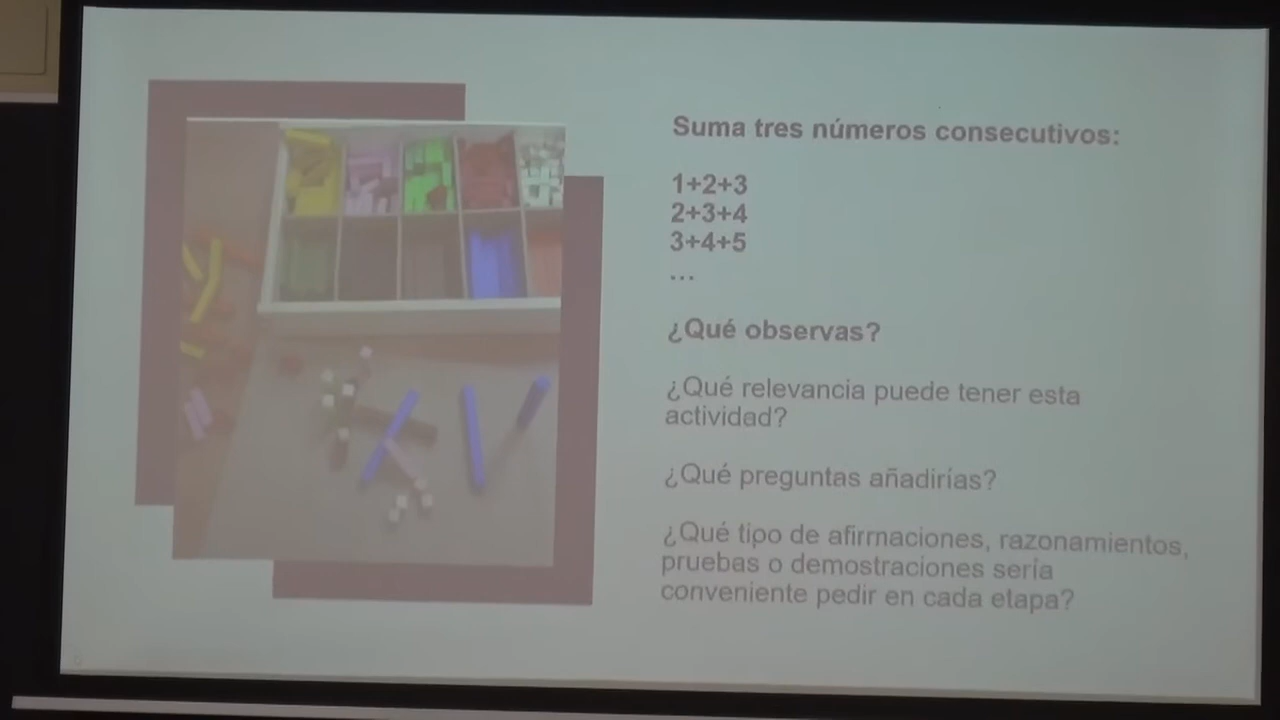 Suma tres números consecutivos:
1+2+3
2+3+4
3+4+5
...
¿Qué observas?
¿Qué relevancia puede tener esta
actividad?
¿Qué preguntas añadirías?
¿Qué tipo de afirmaciones, razonamientos,
pruebas o demostraciones sería
conveniente pedir en cada etapa?